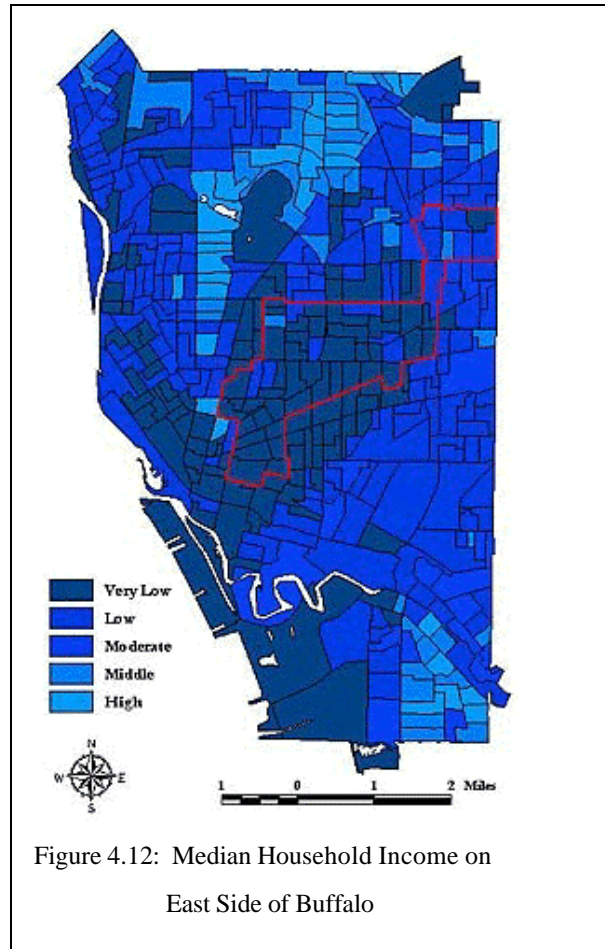 Very Low
Low
Moderate
Middle
High
N
W E
S
1 0 1 2 Miles
Figure 4.12: Median Household Income on
East Side of Buffalo